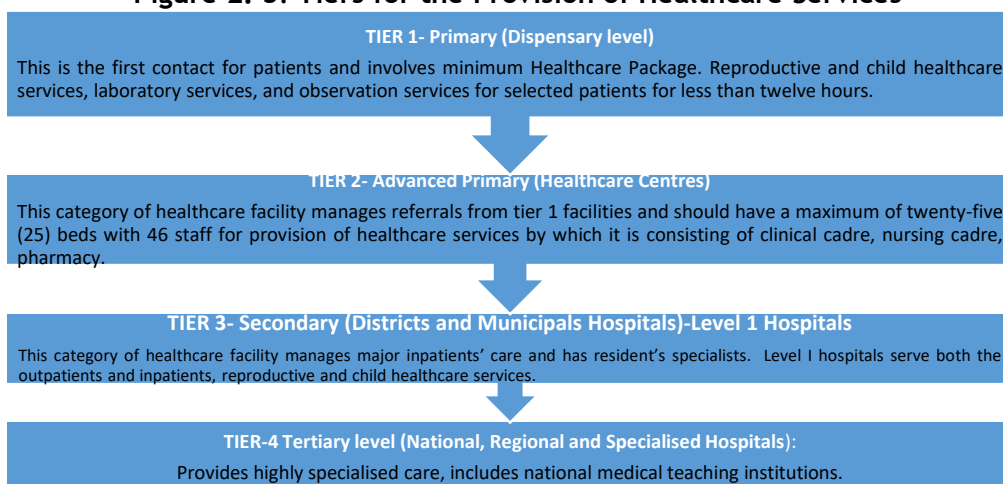 Figure 2. 3: Tiers for the Provision of Healthcare Services
TIER 1- Primary (Dispensary level)
This is the first contact for patients and involves minimum Healthcare Package. Reproductive and child healthcare
services, laboratory services, and observation services for selected patients for less than twelve hours.
TIER 2- Advanced Primary (Healthcare Centres)
This category of healthcare facility manages referrals from tier 1 facilities and should have a maximum of twenty-five
(25) beds with 46 staff for provision of healthcare services by which it is consisting of clinical cadre, nursing cadre,
pharmacy.
TIER 3- Secondary (Districts and Municipals Hospitals)-Level 1 Hospitals
This category of healthcare facility manages major inpatients’ care and has resident’s specialists. Level I hospitals serve both the
outpatients and inpatients, reproductive and child healthcare services.
TIER-4 Tertiary level (National, Regional and Specialised Hospitals):
Provides highly specialised care, includes national medical teaching institutions.